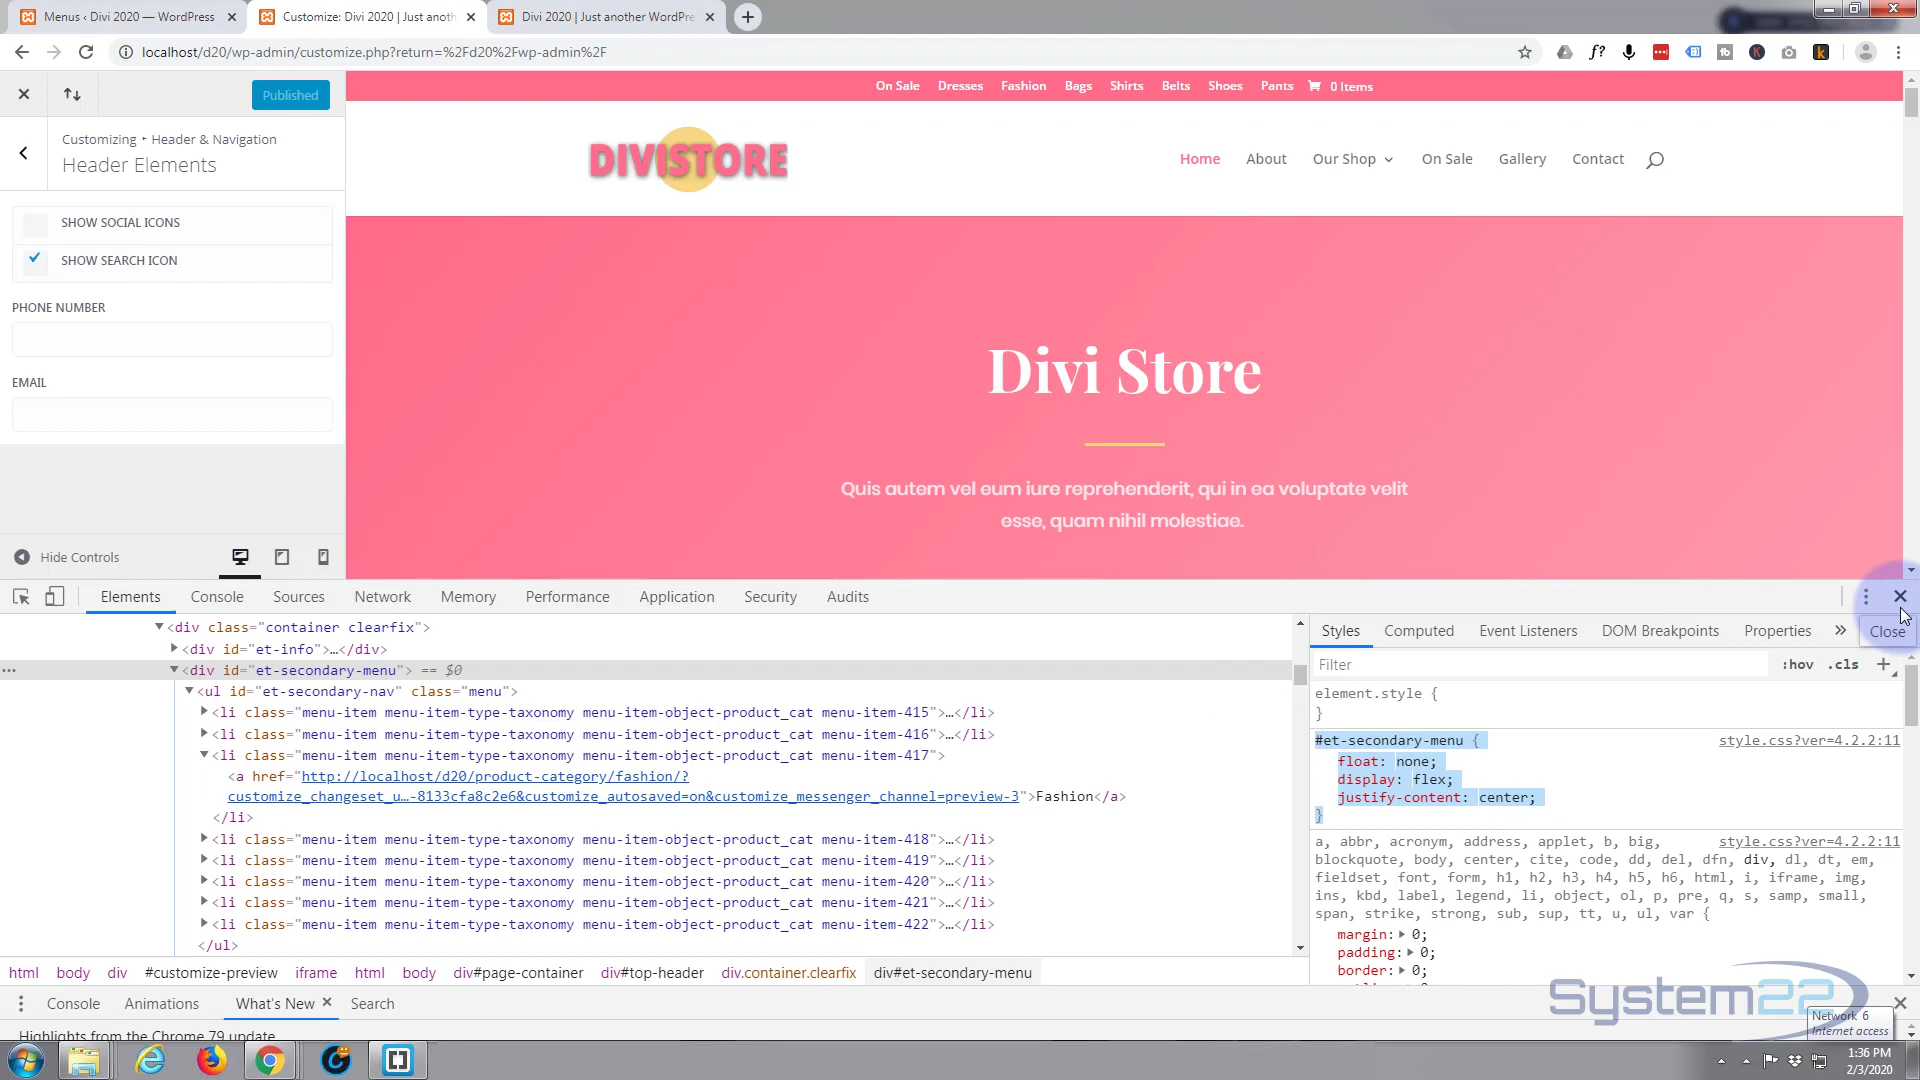 Menus ‹ Divi 2020 — WordPress
Customize: Divi 2020 | Just anoth
Divi 2020 | Just another WordPre
localhost/d20/wp-admin/customize.php?return=%2Fd20%2Fwp-admin%2F
f?
Published
Customizing ▸ Header & Navigation
Header Elements
SHOW SOCIAL ICONS
SHOW SEARCH ICON
PHONE NUMBER
EMAIL
Hide Controls
On Sale Dresses Fashion Bags Shirts Belts Shoes Pants 0 Items
DIVISTORE
Home About Our Shop On Sale Gallery Contact
Divi Store
Quis autem vel eum iure reprehenderit, qui in ea voluptate velit
esse, quam nihil molestiae.
Elements Console Sources Network Memory Performance Application Security Audits
<div class="container clearfix">
<div id="et-info">…</div>
<div id="et-secondary-menu"> == $0
<ul id="et-secondary-nav" class="menu">
<li class="menu-item menu-item-type-taxonomy menu-item-object-product_cat menu-item-415">…</li>
<li class="menu-item menu-item-type-taxonomy menu-item-object-product_cat menu-item-416">…</li>
<li class="menu-item menu-item-type-taxonomy menu-item-object-product_cat menu-item-417">
<a href="http://localhost/d20/product-category/fashion/?
customize_changeset_u…-8133cfa8c2e6&customize_autosaved=on&customize_messenger_channel=preview-3">Fashion</a>
</li>
<li class="menu-item menu-item-type-taxonomy menu-item-object-product_cat menu-item-418">…</li>
<li class="menu-item menu-item-type-taxonomy menu-item-object-product_cat menu-item-419">…</li>
<li class="menu-item menu-item-type-taxonomy menu-item-object-product_cat menu-item-420">…</li>
<li class="menu-item menu-item-type-taxonomy menu-item-object-product_cat menu-item-421">…</li>
<li class="menu-item menu-item-type-taxonomy menu-item-object-product_cat menu-item-422">…</li>
</ul>
html body div #customize-preview iframe html body div#page-container div#top-header div.container.clearfix div#et-secondary-menu
Styles Computed Event Listeners DOM Breakpoints Properties »
Close
Filter :hov .cls +
element.style {
}
#et-secondary-menu { style.css?ver=4.2.2:11
float: none;
display: flex;
justify-content: center;
}
a, abbr, acronym, address, applet, b, big, style.css?ver=4.2.2:11
blockquote, body, center, cite, code, dd, del, dfn, div, dl, dt, em,
fieldset, font, form, h1, h2, h3, h4, h5, h6, html, i, iframe, img,
ins, kbd, label, legend, li, object, ol, p, pre, q, s, samp, small,
span, strike, strong, sub, sup, tt, u, ul, var {
margin: 0;
padding: 0;
border: 0;
Console Animations What's New Search
Highlights from the Chrome 79 update
System22
Network 6
Internet access
1:36 PM
2/3/2020